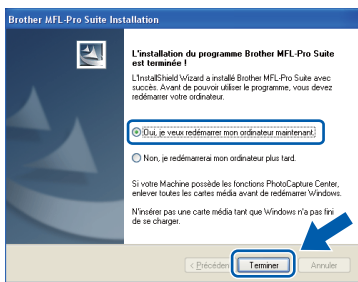 Brother MFL-Pro Suite Installation
L'installation du programme Brother MFL-Pro Suite
est terminée !
L'InstallShield Wizard a installé Brother MFL-Pro Suite avec
succès. Avant de pouvoir utiliser le programme, vous devez
redémarrer votre ordinateur.
Oui, je veux redémarrer mon ordinateur maintenant.
Non, je redémarrerai mon ordinateur plus tard.
Si votre Machine possède les fonctions PhotoCapture Center,
enlever toutes les cartes média avant de redémarrer Windows.
N'insérer pas une carte média tant que Windows n'a pas fini
de se charger.
< Précéden
Terminer
Annuler